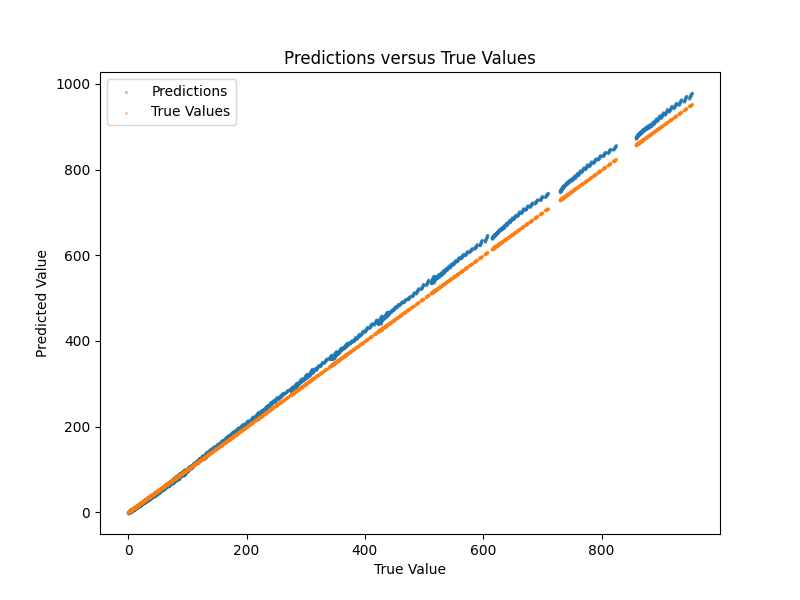 Predictions versus True Values
Predictions
True Values
1000
800
600
400
200
0
Predicted Value
0 200 400 600 800
True Value